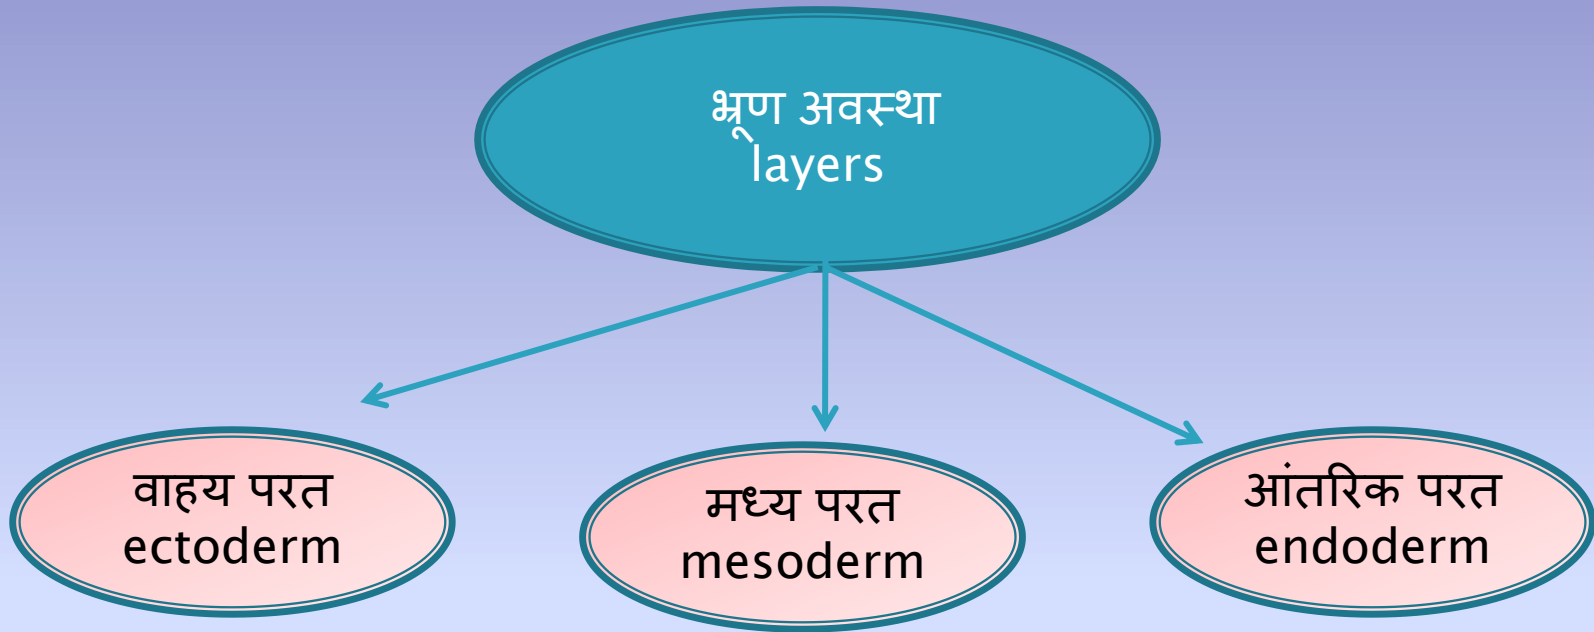 भ्रूण अवस्था
layers
वाहय परत
ectoderm
मध्य परत
mesoderm
आंतरिक परत
endoderm